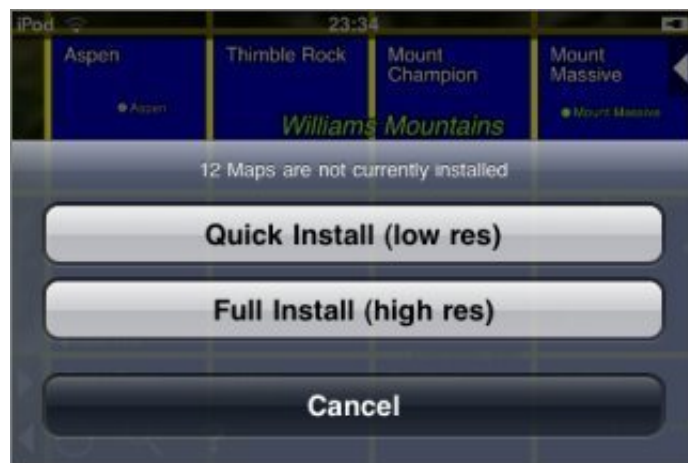 iPod 23:34
Aspen Thimble Rock Mount Mount
Champion Massive
Aspen Mount Massive
Williams Mountains
12 Maps are not currently installed
Quick Install (low res)
Full Install (high res)
Cancel